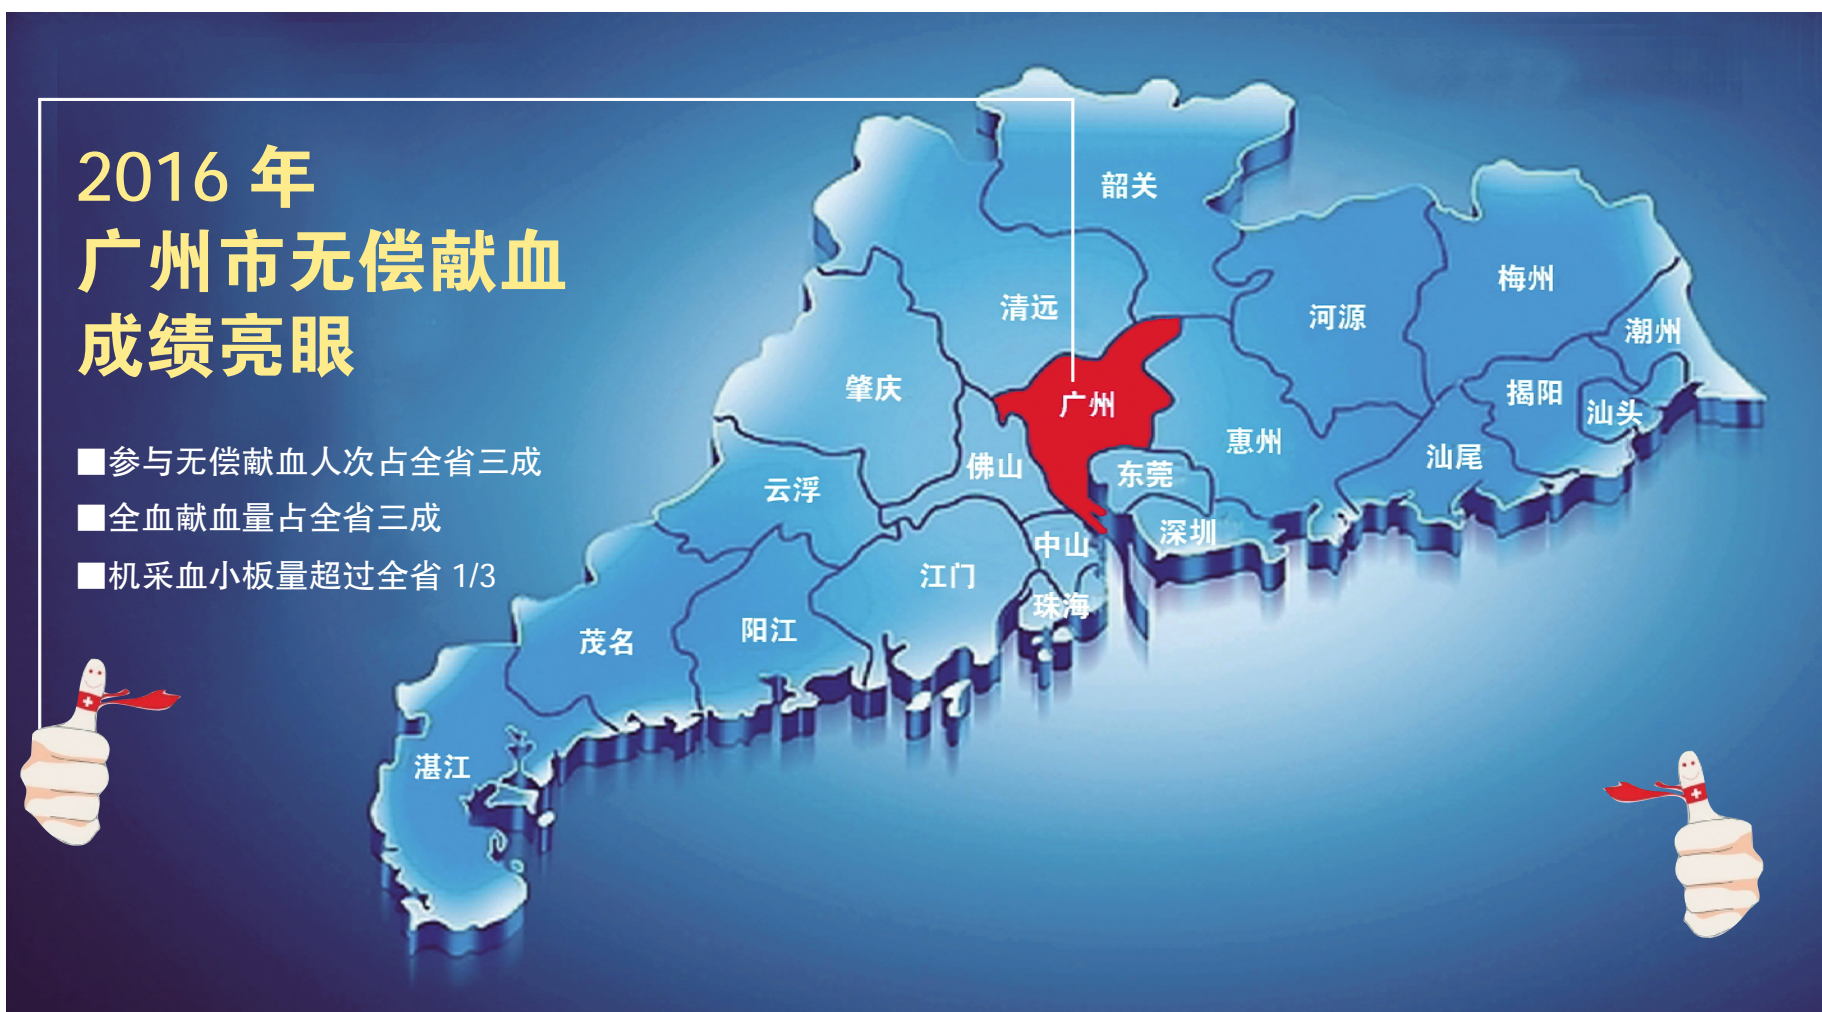 2016 年
广州市无偿献血
成绩亮眼
■参与无偿献血人次占全省三成
■全血献血量占全省三成
■机采血小板量超过全省 1/3
韶关
清远
河源
梅州
潮州
肇庆
广州
揭阳
汕头
惠州
汕尾
佛山
东莞
云浮
深圳
中山
江门
珠海
阳江
茂名
湛江